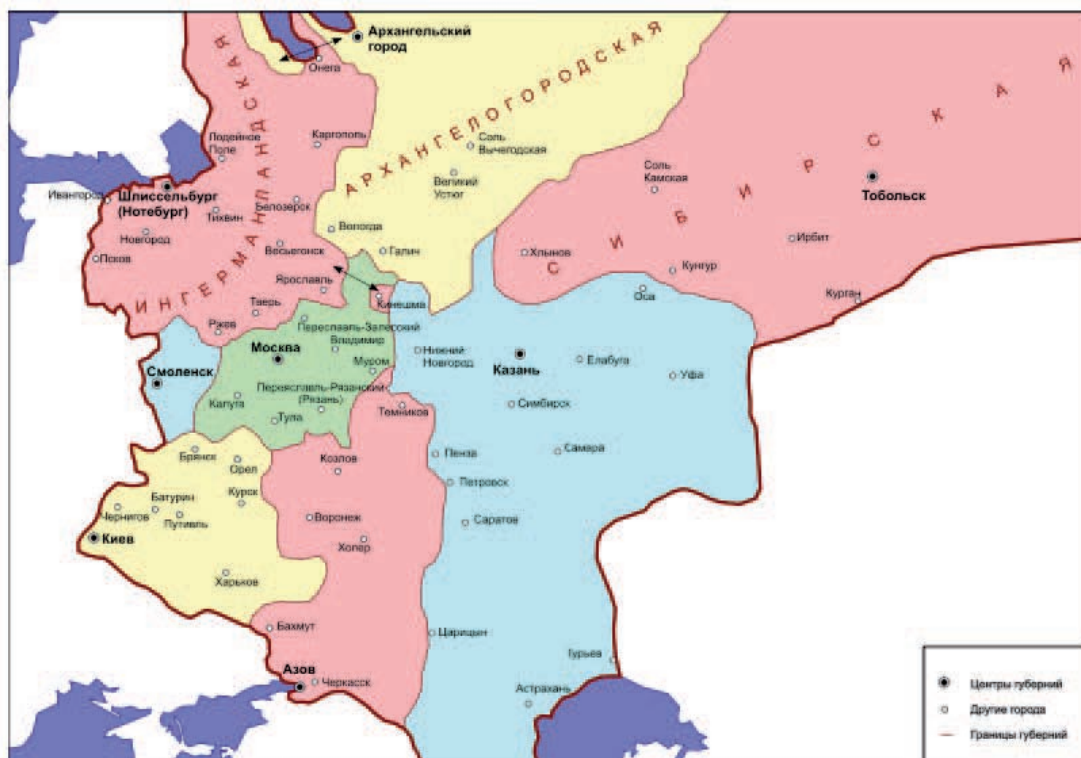 Архангельский
город
Онега
ИНГЕРМАНЛАНДСКАЯ
АРХАНГЕЛОГОРОДСКАЯ
СИБИРСКАЯ
Лодейное
Поле
Каргополь
Соль
Вычегодская
Великий
Устюг
Соль
Камская
Тобольск
Ивангород
Шлиссельбург
(Нотебург)
Тихвин
Белозерск
Новгород
Псков
Вологда
Весьегонск
Галич
Хлынов
Ирбит
Кунгур
Ярославль
Кинешма
Оса
Курган
Тверь
Ржев
Переславль-Залесский
Владимир
Москва
Муром
Нижний
Новгород
Казань
Елабуга
Уфа
Смоленск
Переяславль-Рязанский
(Рязань)
Калуга
Тула
Темников
Симбирск
Брянск
Орел
Козлов
Пенза
Самара
Петровск
Батурин
Курск
Чернигов
Путивль
Воронеж
Саратов
Киев
Хопер
Харьков
Бахмут
Царицын
Гурьев
Азов
Черкасск
Астрахань
Центры губерний
Другие города
Границы губерний